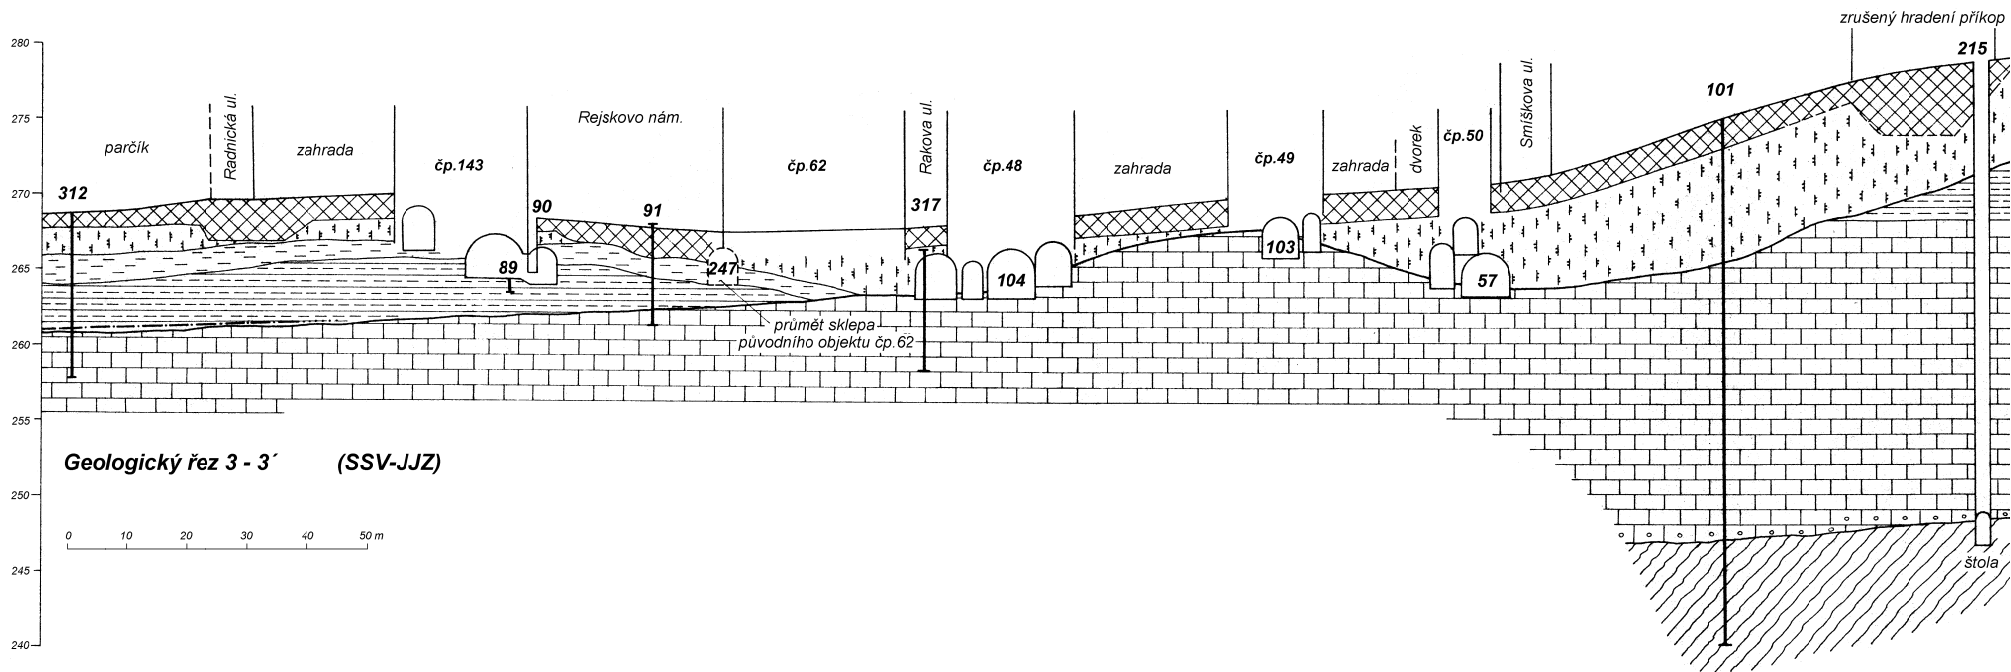 zrušený hradení příkop
280
275
270
265
260
255
250
245
240
parčík
Radnická ul.
zahrada
čp.143
Rejskovo nám.
čp.62
Rakova ul.
čp.48
zahrada
čp.49
zahrada
dvorek
čp.50
Smíškova ul.
101
215
312
90
91
317
89
247
104
103
57
průmět sklepa
původního objektu čp.62
Geologický řez 3 - 3´ (SSV-JJZ)
0 10 20 30 40 50 m
štola